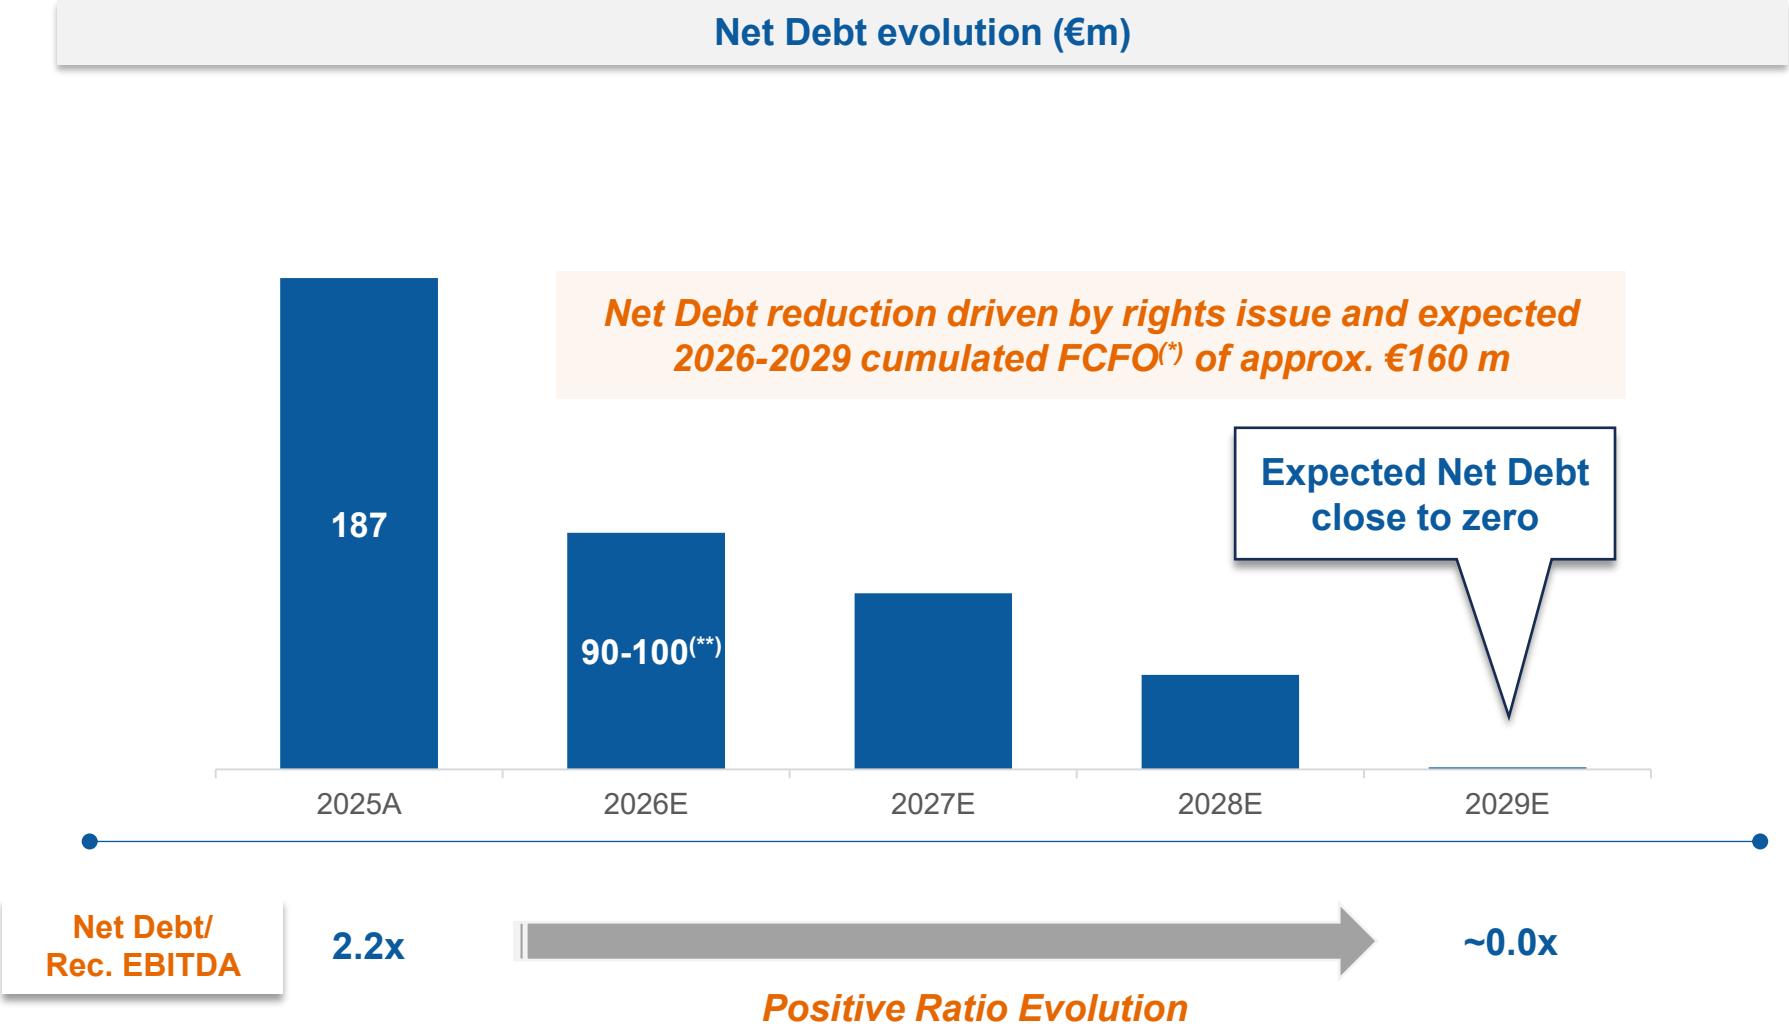 Net Debt evolution (€m)
Net Debt reduction driven by rights issue and expected
2026-2029 cumulated FCFO(*) of approx. €160 m
Expected Net Debt
close to zero
187
90-100(**)
2025A
2026E
2027E
2028E
2029E
Net Debt/
Rec. EBITDA
2.2x
~0.0x
Positive Ratio Evolution